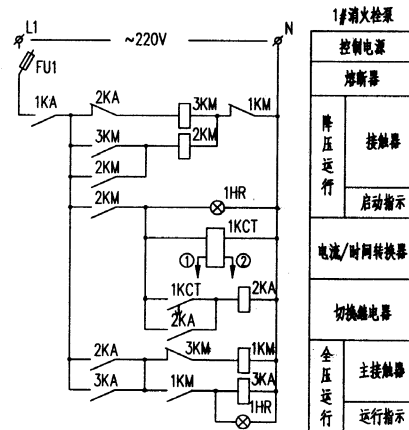 L1
~220V
N
FU1
1KA
2KA
3KM
1KM
3KM
2KM
2KM
2KM
1HR
1KCT
① ②
1KCT
2KA
2KA
2KA
3KM
1KM
3KA
1KM
3KA
1HR
1#消火栓泵
控制电源
熔断器
降压运行
接触器
启动指示
电流/时间转换器
切换继电器
全压运行
主接触器
运行指示